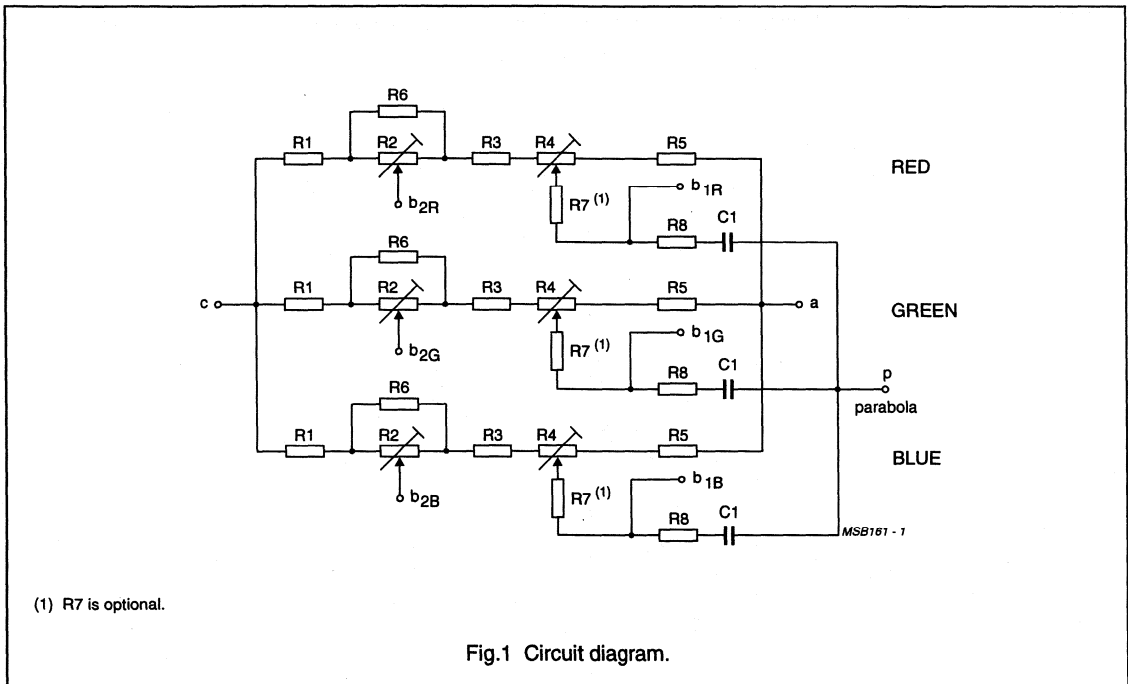 R6
R1 R2 R3 R4 R5
RED
b2R
R7 (1)
b1R
R8 C1
R6
R1 R2 R3 R4 R5
c
a
GREEN
b2G
R7 (1)
b1G
R8 C1
p
parabola
R6
R1 R2 R3 R4 R5
BLUE
b2B
R7 (1)
b1B
R8 C1
MSB161 - 1
(1) R7 is optional.
Fig.1 Circuit diagram.